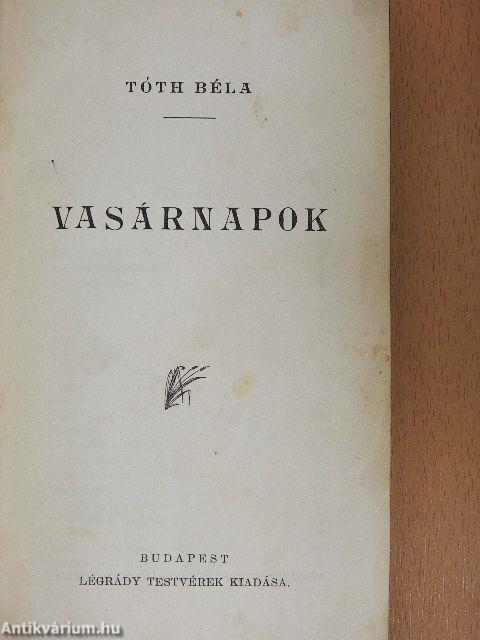 TÓTH BÉLA
VASÁRNAPOK
BUDAPEST
LÉGRÁDY TESTVÉREK KIADÁSA.
Antikvárium.hu